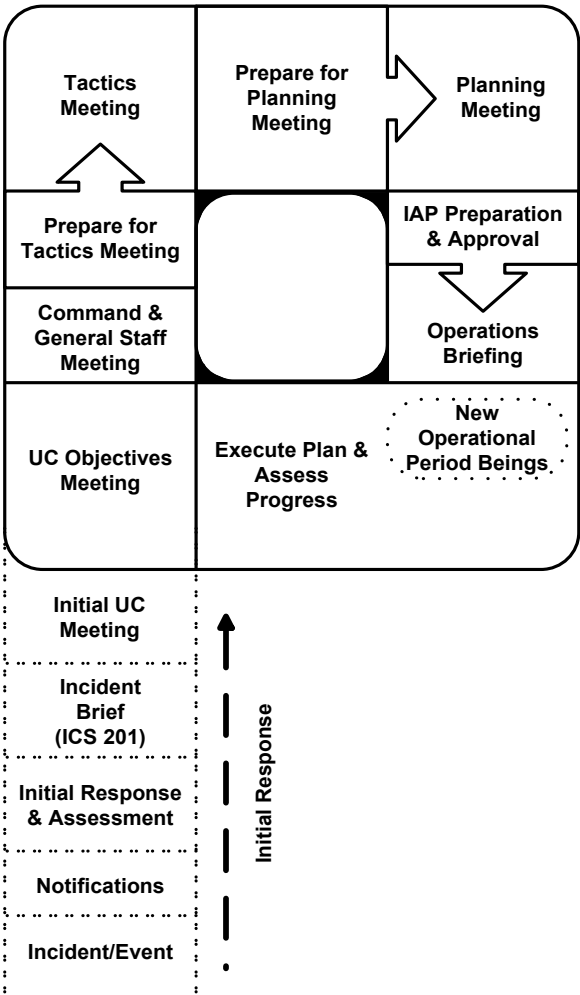 Tactics
Meeting
Prepare for
Planning
Meeting
Planning
Meeting
Prepare for
Tactics Meeting
IAP Preparation
& Approval
Command &
General Staff
Meeting
Operations
Briefing
UC Objectives
Meeting
Execute Plan &
Assess
Progress
New
Operational
Period Beings
Initial UC
Meeting
Incident
Brief
(ICS 201)
Initial Response
& Assessment
Notifications
Incident/Event
Initial Response